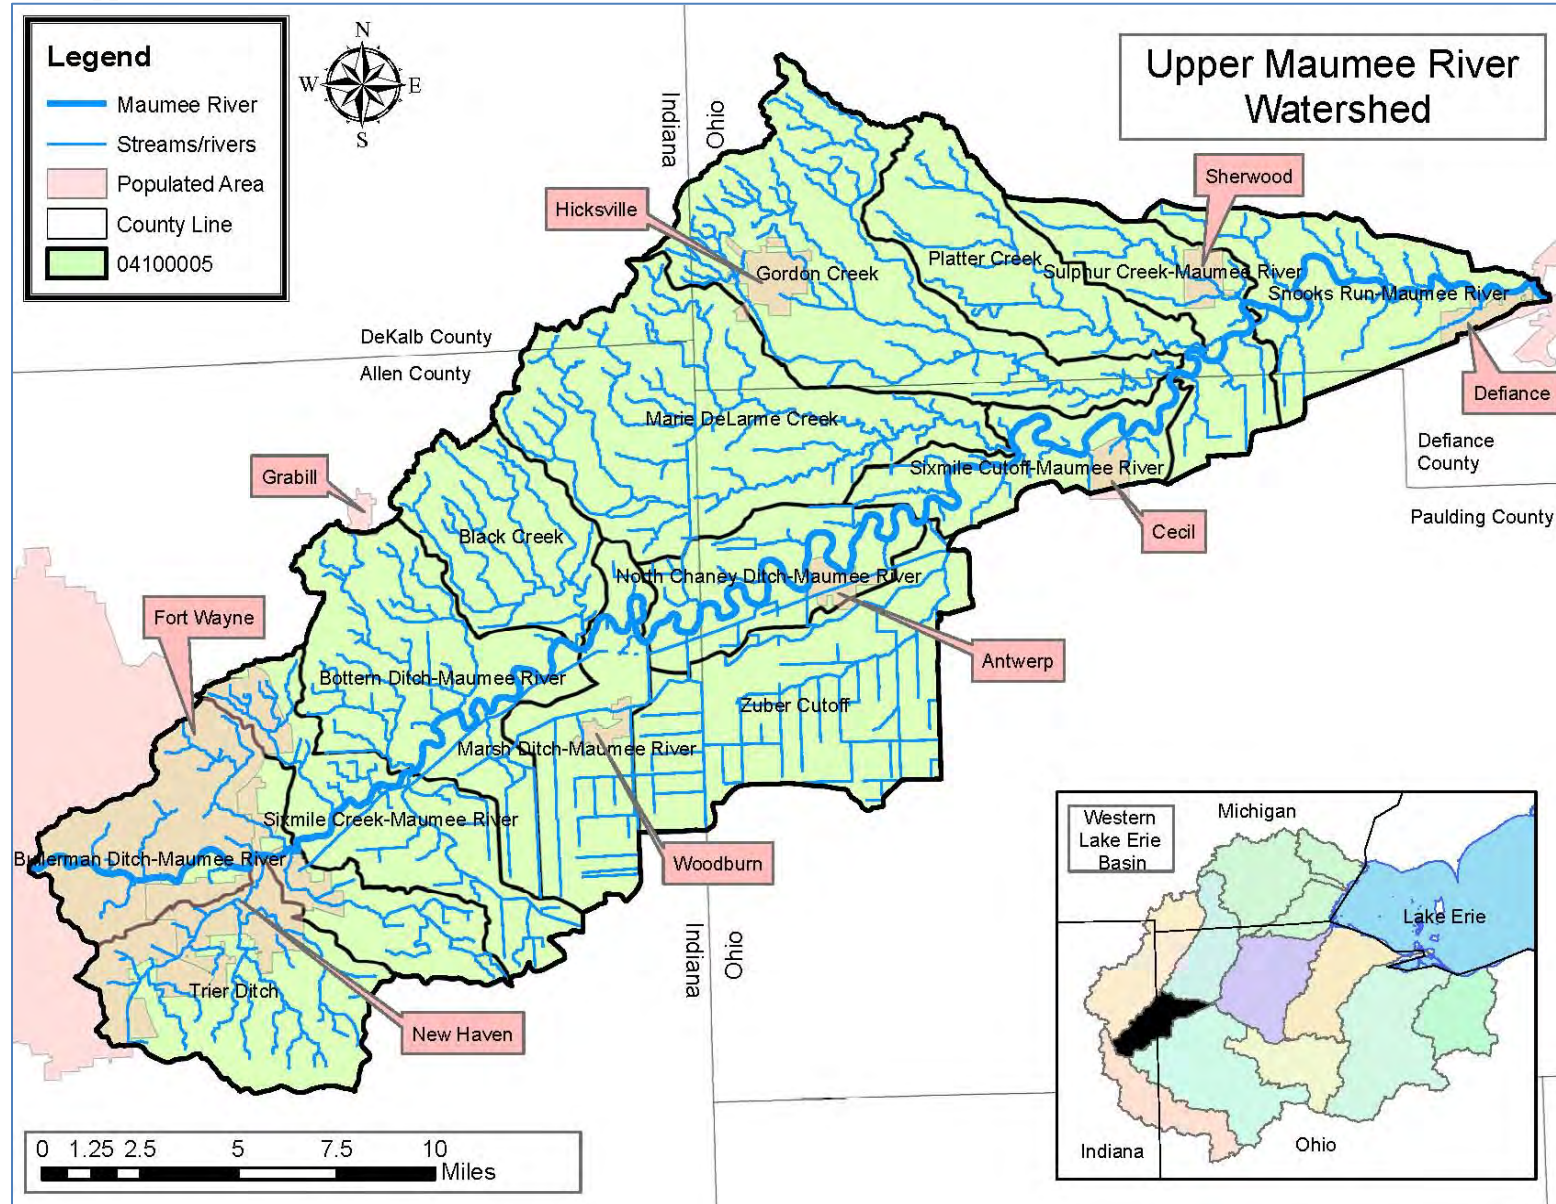 Legend
Maumee River
Streams/rivers
Populated Area
County Line
04100005
N
W
E
S
Upper Maumee River
Watershed
Indiana
Ohio
Hicksville
Sherwood
Gordon Creek
Platter Creek
Sulphur Creek-Maumee River
Snooks Run-Maumee River
DeKalb County
Allen County
Defiance
Marie DeLarme Creek
Defiance
County
Sixmile Cutoff-Maumee River
Grabill
Paulding County
Cecil
Black Creek
North Chaney Ditch-Maumee River
Fort Wayne
Antwerp
Bottern Ditch-Maumee River
Zuber Cutoff
Marsh Ditch-Maumee River
Sixmile Creek-Maumee River
Bullerman Ditch-Maumee River
Woodburn
Indiana
Ohio
Trier Ditch
New Haven
Western
Lake Erie
Basin
Michigan
Lake Erie
Indiana
Ohio
0 1.25 2.5 5 7.5 10
Miles